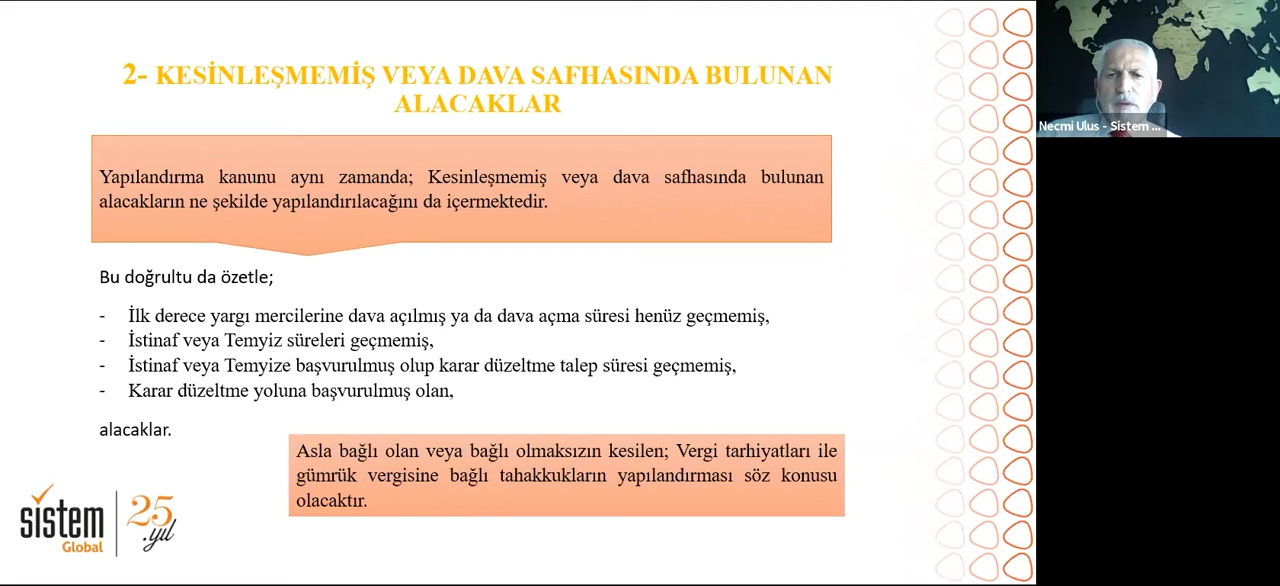 2- KESİNLEŞMEMİŞ VEYA DAVA SAFHASINDA BULUNAN
ALACAKLAR
Necmi Ulus - Sistem ...
Yapılandırma kanunu aynı zamanda; Kesinleşmemiş veya dava safhasında bulunan
alacakların ne şekilde yapılandırılacağını da içermektedir.
Bu doğrultu da özetle;
- İlk derece yargı mercilerine dava açılmış ya da dava açma süresi henüz geçmemiş,
- İstinaf veya Temyiz süreleri geçmemiş,
- İstinaf veya Temyize başvurulmuş olup karar düzeltme talep süresi geçmemiş,
- Karar düzeltme yoluna başvurulmuş olan,
alacaklar.
Asla bağlı olan veya bağlı olmaksızın kesilen; Vergi tarhiyatları ile
gümrük vergisine bağlı tahakkukların yapılandırması söz konusu
olacaktır.
sistem
Global
25
.yıl